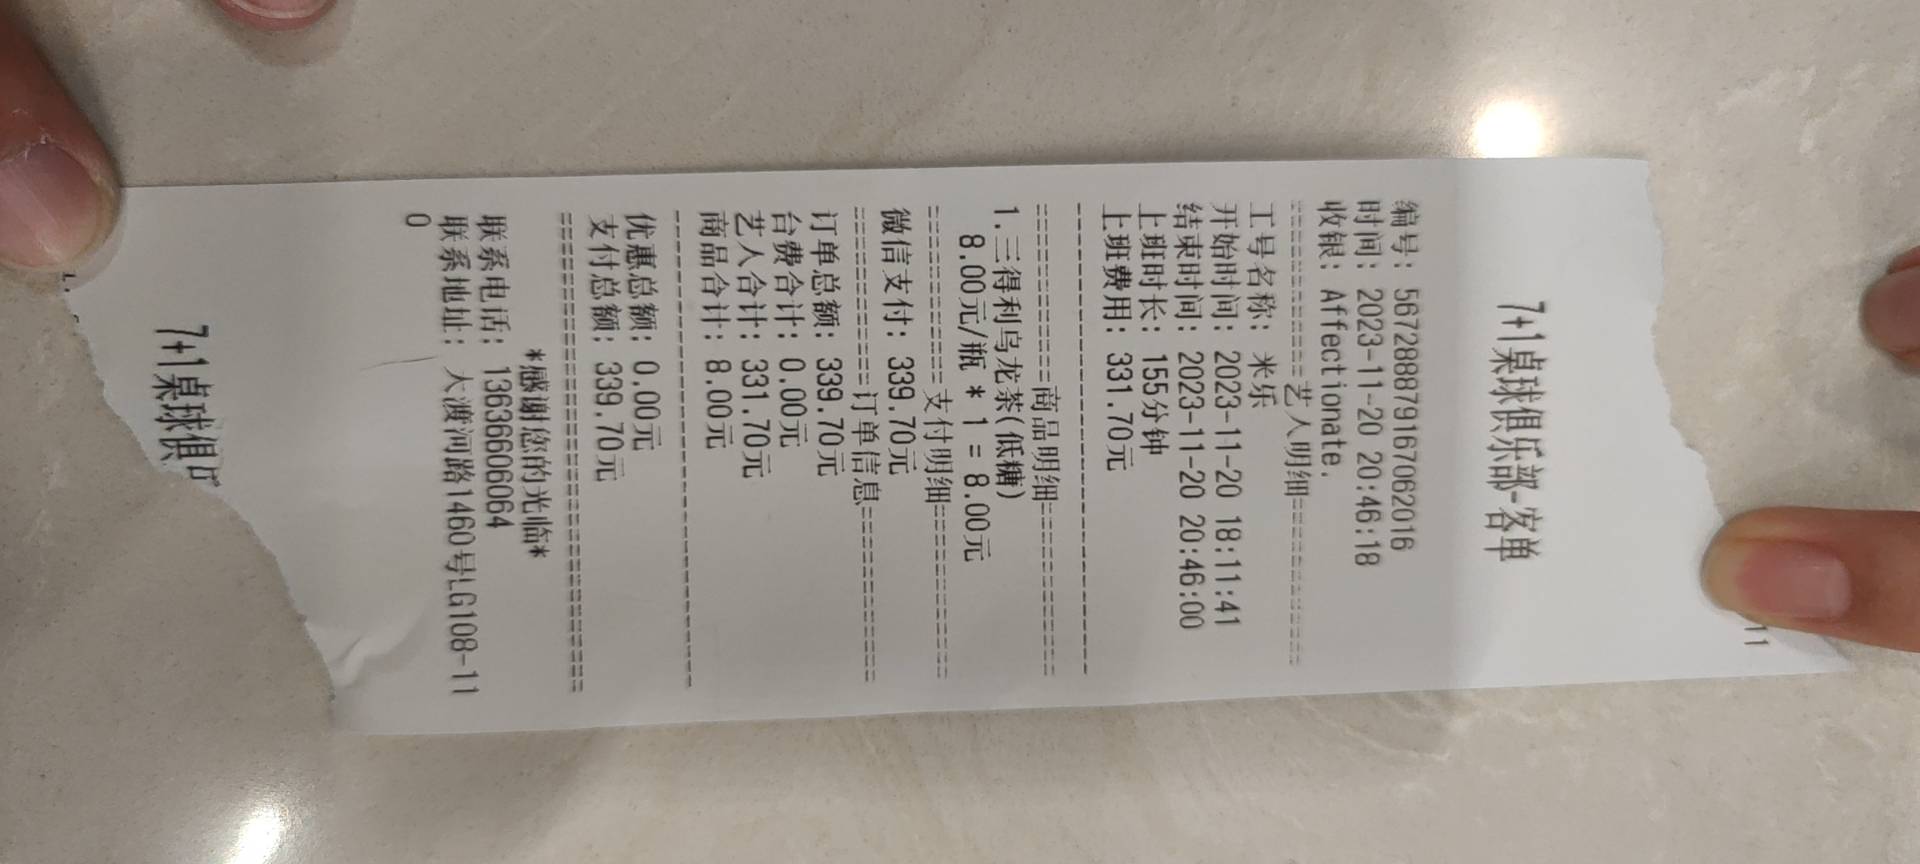 11
7+1桌球俱乐部-客单
编号: 567288879167062016
时间: 2023-11-20 20:46:18
收银: Affectionate.
==========艺人明细==========
工号名称: 米乐
开始时间: 2023-11-20 18:11:41
结束时间: 2023-11-20 20:46:00
上班时长: 155分钟
上班费用: 331.70元
--------------------------------
==========商品明细==========
1.三得利乌龙茶(低糖)
8.00元/瓶 * 1 = 8.00元
==========支付明细==========
微信支付: 339.70元
==========订单信息==========
订单总额: 339.70元
台费合计: 0.00元
艺人合计: 331.70元
商品合计: 8.00元
--------------------------------
优惠总额: 0.00元
支付总额: 339.70元
================================
*感谢您的光临*
联系电话: 13636606064
联系地址: 大渡河路1460号LG108-11
0
7+1桌球俱